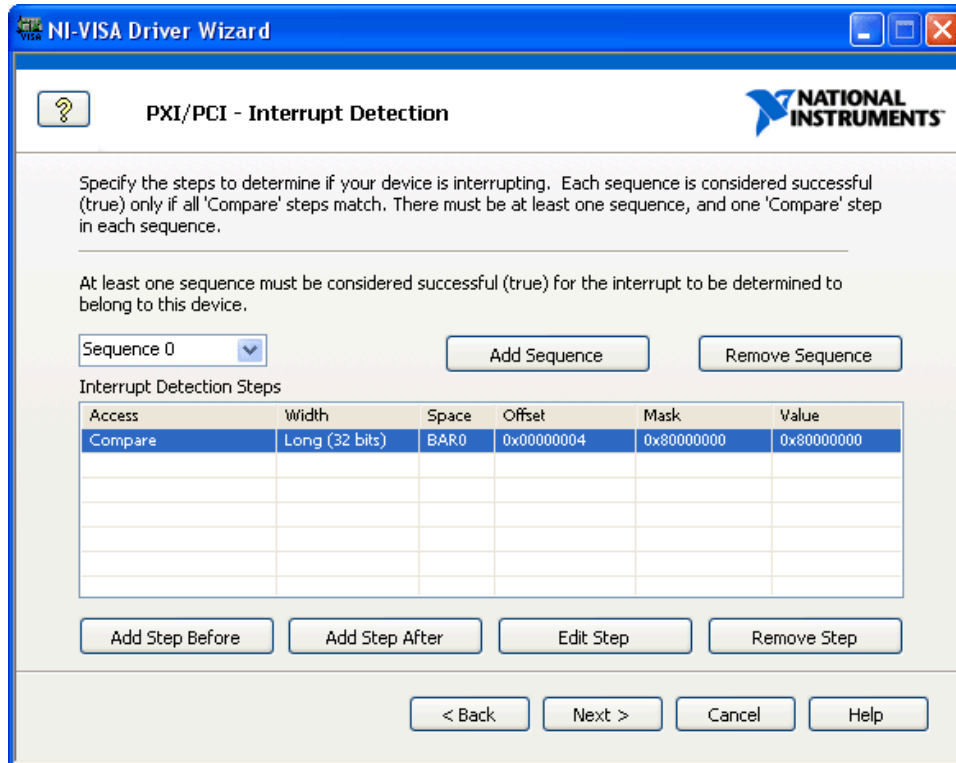 NI-VISA Driver Wizard
PXI/PCI - Interrupt Detection
NATIONAL
INSTRUMENTS
Specify the steps to determine if your device is interrupting. Each sequence is considered successful
(true) only if all 'Compare' steps match. There must be at least one sequence, and one 'Compare' step
in each sequence.
At least one sequence must be considered successful (true) for the interrupt to be determined to
belong to this device.
Sequence 0 Add Sequence Remove Sequence
Interrupt Detection Steps
Access Width Space Offset Mask Value
Compare Long (32 bits) BAR0 0x00000004 0x80000000 0x80000000
Add Step Before Add Step After Edit Step Remove Step
< Back Next > Cancel Help